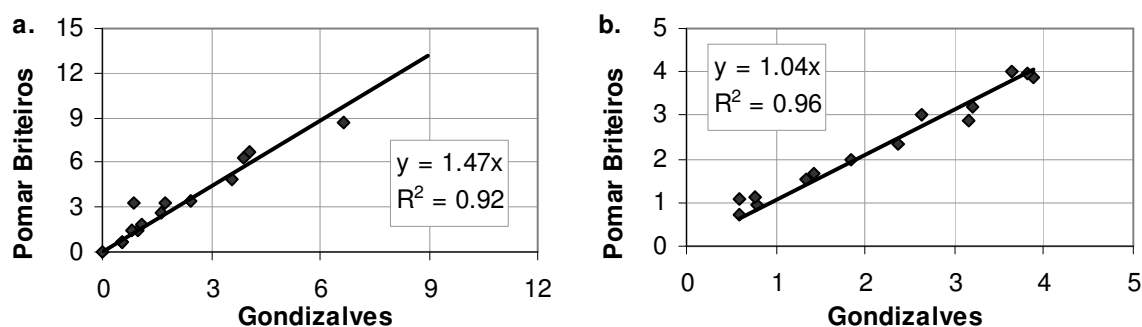 a.
Pomar Briteiros
15
12
9
6
3
0
y = 1.47x
R² = 0.92
0 3 6 9 12
Gondizalves
b.
Pomar Briteiros
5
4
3
2
1
0
y = 1.04x
R² = 0.96
0 1 2 3 4 5
Gondizalves